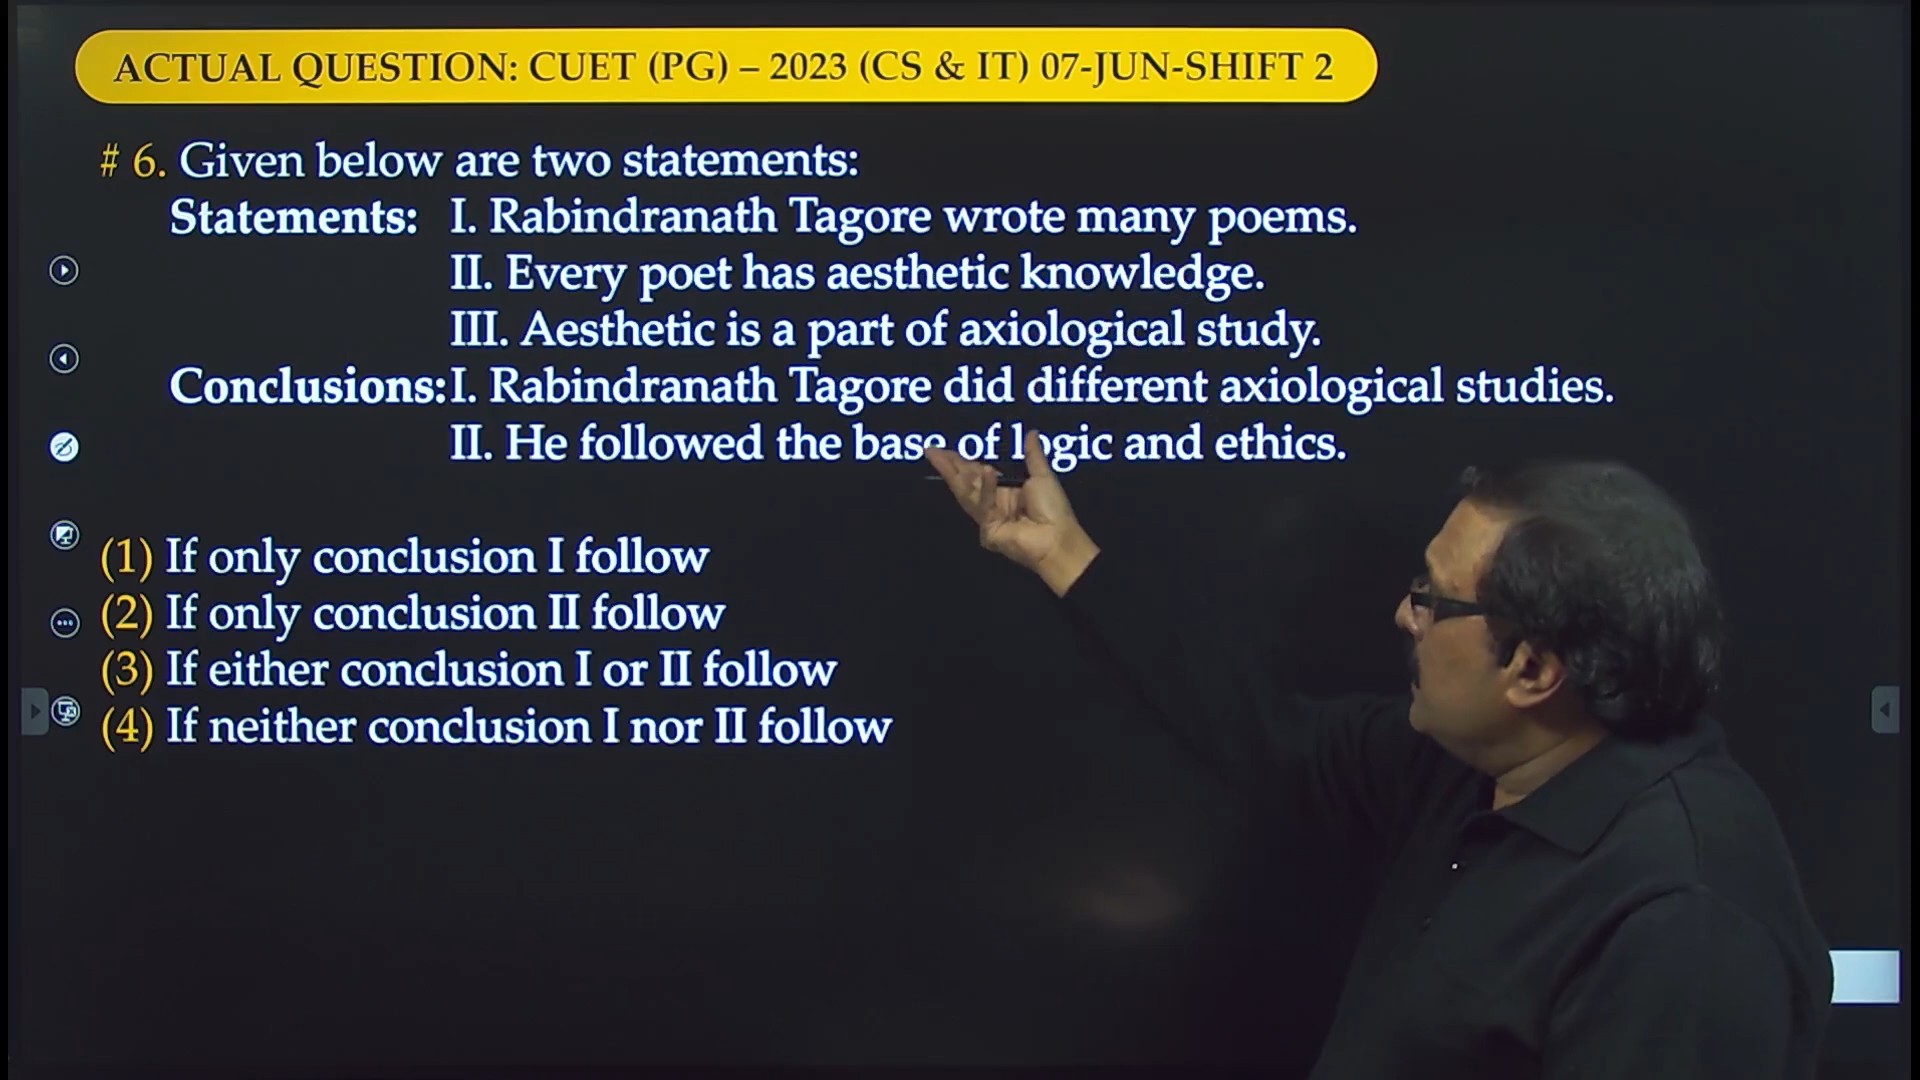 ACTUAL QUESTION: CUET (PG) – 2023 (CS & IT) 07-JUN-SHIFT 2
# 6. Given below are two statements:
Statements: I. Rabindranath Tagore wrote many poems.
II. Every poet has aesthetic knowledge.
III. Aesthetic is a part of axiological study.
Conclusions: I. Rabindranath Tagore did different axiological studies.
II. He followed the base of logic and ethics.
(1) If only conclusion I follow
(2) If only conclusion II follow
(3) If either conclusion I or II follow
(4) If neither conclusion I nor II follow